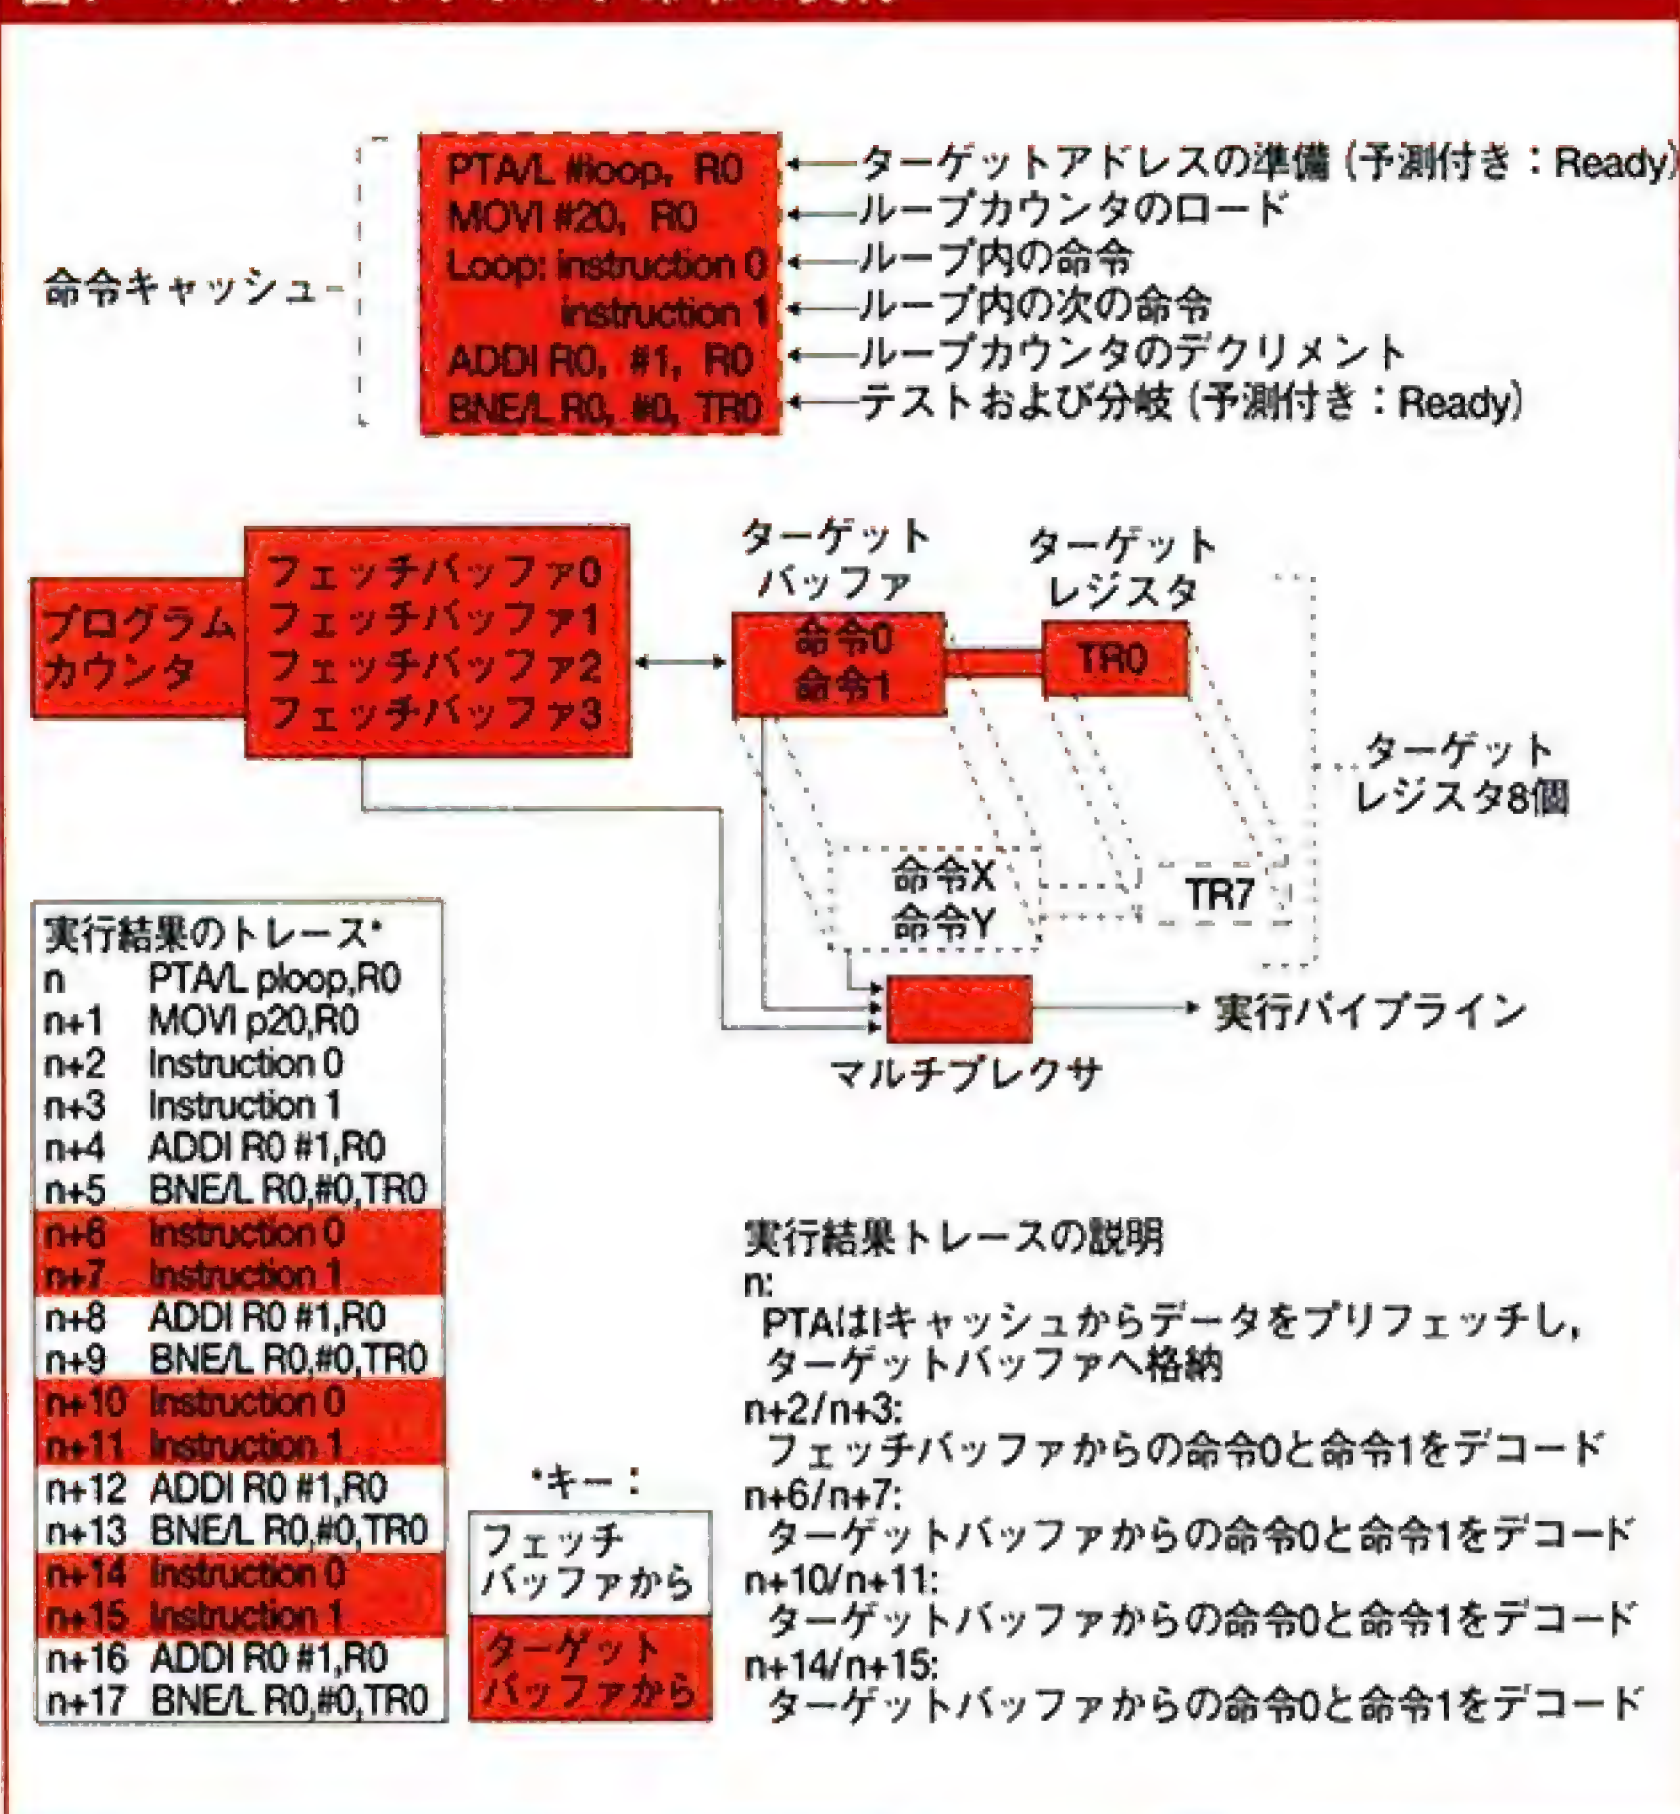 PTA/L #loop, R0
ターゲットアドレスの準備 (予測付き：Ready)
MOVI #20, R0
ループカウンタのロード
Loop: instruction 0
ループ内の命令
instruction 1
ループ内の次の命令
ADDI R0, #1, R0
ループカウンタのデクリメント
BNE/L R0, #0, TR0
テストおよび分岐 (予測付き：Ready)
命令キャッシュ
プログラム
カウンタ
フェッチバッファ0
フェッチバッファ1
フェッチバッファ2
フェッチバッファ3
ターゲット
バッファ
命令0
命令1
ターゲット
レジスタ
TR0
ターゲット
レジスタ8個
命令X
命令Y
TR7
マルチプレクサ
実行パイプライン
実行結果のトレース*
n PTA/L ploop,R0
n+1 MOVI p20,R0
n+2 Instruction 0
n+3 Instruction 1
n+4 ADDI R0 #1,R0
n+5 BNE/L R0,#0,TR0
n+6 Instruction 0
n+7 Instruction 1
n+8 ADDI R0 #1,R0
n+9 BNE/L R0,#0,TR0
n+10 Instruction 0
n+11 Instruction 1
n+12 ADDI R0 #1,R0
n+13 BNE/L R0,#0,TR0
n+14 Instruction 0
n+15 Instruction 1
n+16 ADDI R0 #1,R0
n+17 BNE/L R0,#0,TR0
*キー：
フェッチ
バッファから
ターゲット
バッファから
実行結果トレースの説明
n:
PTAはIキャッシュからデータをプリフェッチし,
ターゲットバッファへ格納
n+2/n+3:
フェッチバッファからの命令0と命令1をデコード
n+6/n+7:
ターゲットバッファからの命令0と命令1をデコード
n+10/n+11:
ターゲットバッファからの命令0と命令1をデコード
n+14/n+15:
ターゲットバッファからの命令0と命令1をデコード